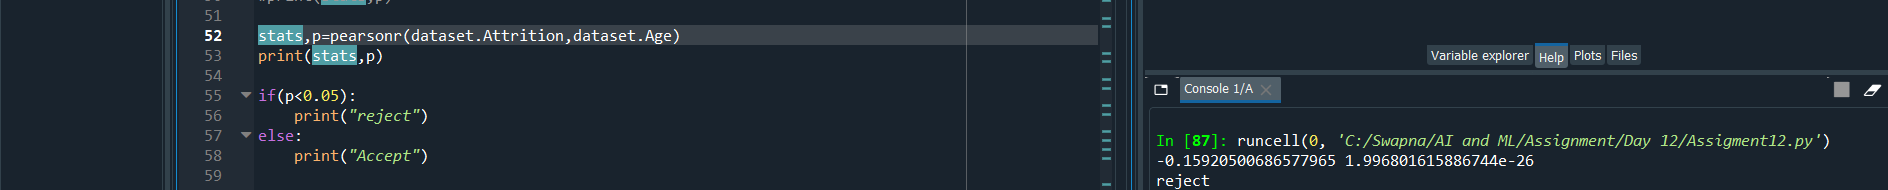 51
52 stats,p=pearsonr(dataset.Attrition,dataset.Age)
53 print(stats,p)
54
55 if(p<0.05):
56 print("reject")
57 else:
58 print("Accept")
59
Variable explorer Help Plots Files
Console 1/A
In [87]: runcell(0, 'C:/Swapna/AI and ML/Assignment/Day 12/Assigment12.py')
-0.15920500686577965 1.996801615886744e-26
reject